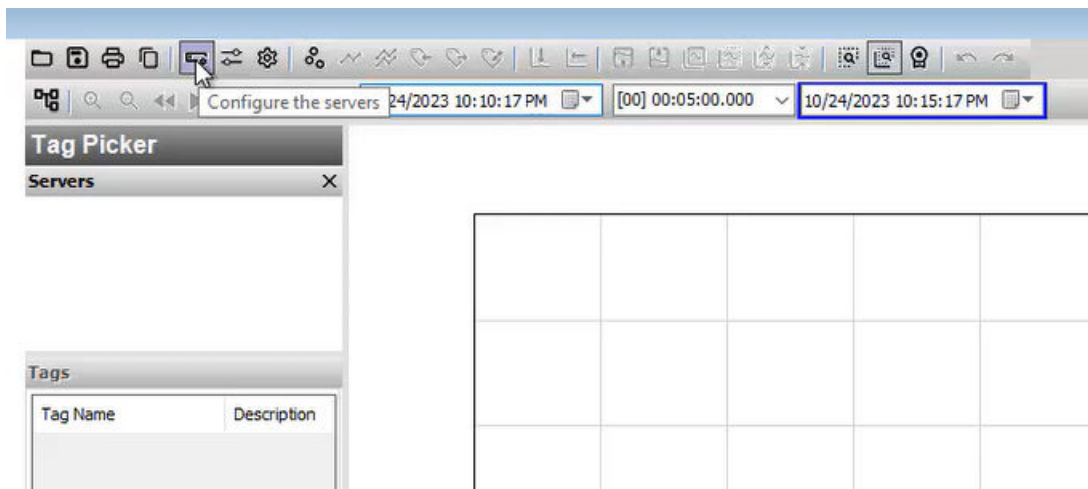 Configure the servers
24/2023 10:10:17 PM
[00] 00:05:00.000
10/24/2023 10:15:17 PM
Tag Picker
Servers
Tags
Tag Name Description